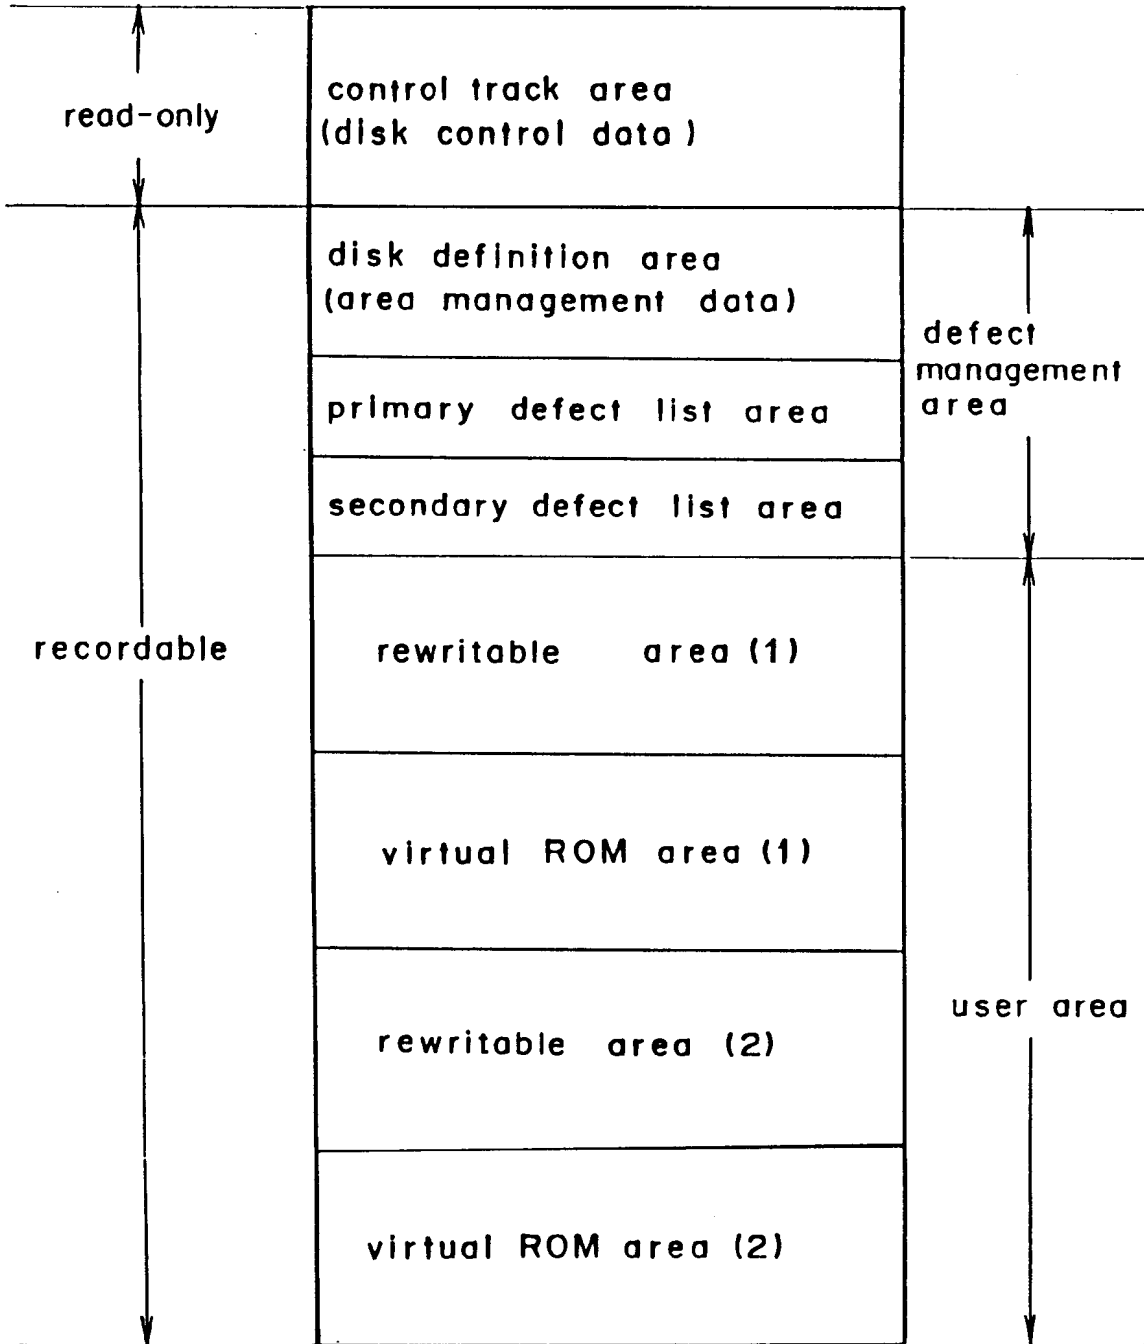 read-only
control track area
(disk control data)
disk definition area
(area management data)
defect
management
area
primary defect list area
secondary defect list area
recordable
rewritable area (1)
virtual ROM area (1)
user area
rewritable area (2)
virtual ROM area (2)